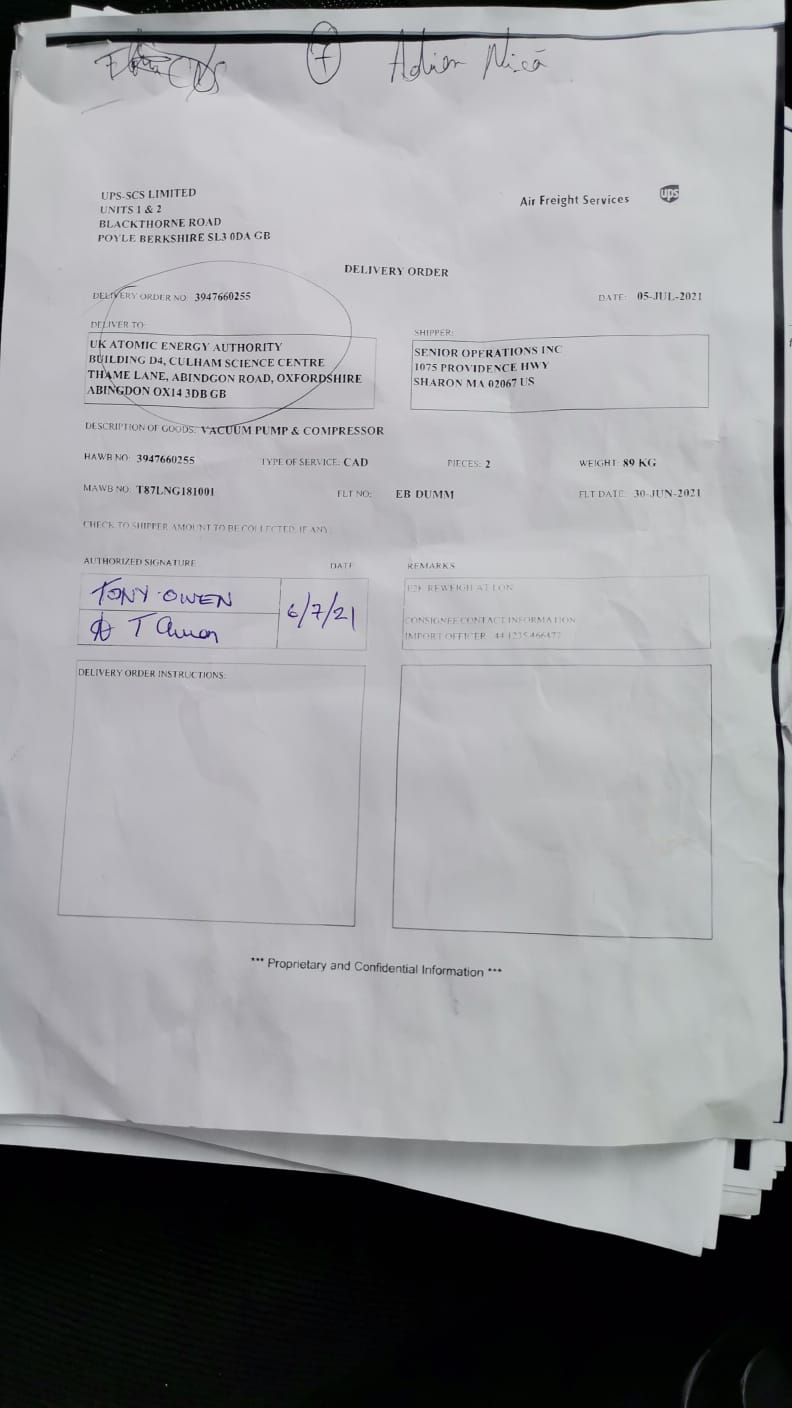 7 Adrian Nică
UPS-SCS LIMITED
UNITS 1 & 2
BLACKTHORNE ROAD
POYLE BERKSHIRE SL3 0DA GB
Air Freight Services ups
DELIVERY ORDER
DELIVERY ORDER NO: 3947660255 DATE: 05-JUL-2021
DELIVER TO:
UK ATOMIC ENERGY AUTHORITY
BUILDING D4, CULHAM SCIENCE CENTRE
THAME LANE, ABINDGON ROAD, OXFORDSHIRE
ABINGDON OX14 3DB GB
SHIPPER:
SENIOR OPERATIONS INC
1075 PROVIDENCE HWY
SHARON MA 02067 US
DESCRIPTION OF GOODS: VACUUM PUMP & COMPRESSOR
HAWB NO: 3947660255 TYPE OF SERVICE: CAD PIECES: 2 WEIGHT: 89 KG
MAWB NO: T87LNG181001 FLT NO: EB DUMM FLT DATE: 30-JUN-2021
CHECK TO SHIPPER AMOUNT TO BE COLLECTED, IF ANY:
AUTHORIZED SIGNATURE DATE REMARKS
TONY OWEN
6/7/21
REWEIGH AT LON
CONSIGNEE CONTACT INFORMATION
IMPORT OFFICER 44 1235 466477
DELIVERY ORDER INSTRUCTIONS:
*** Proprietary and Confidential Information ***